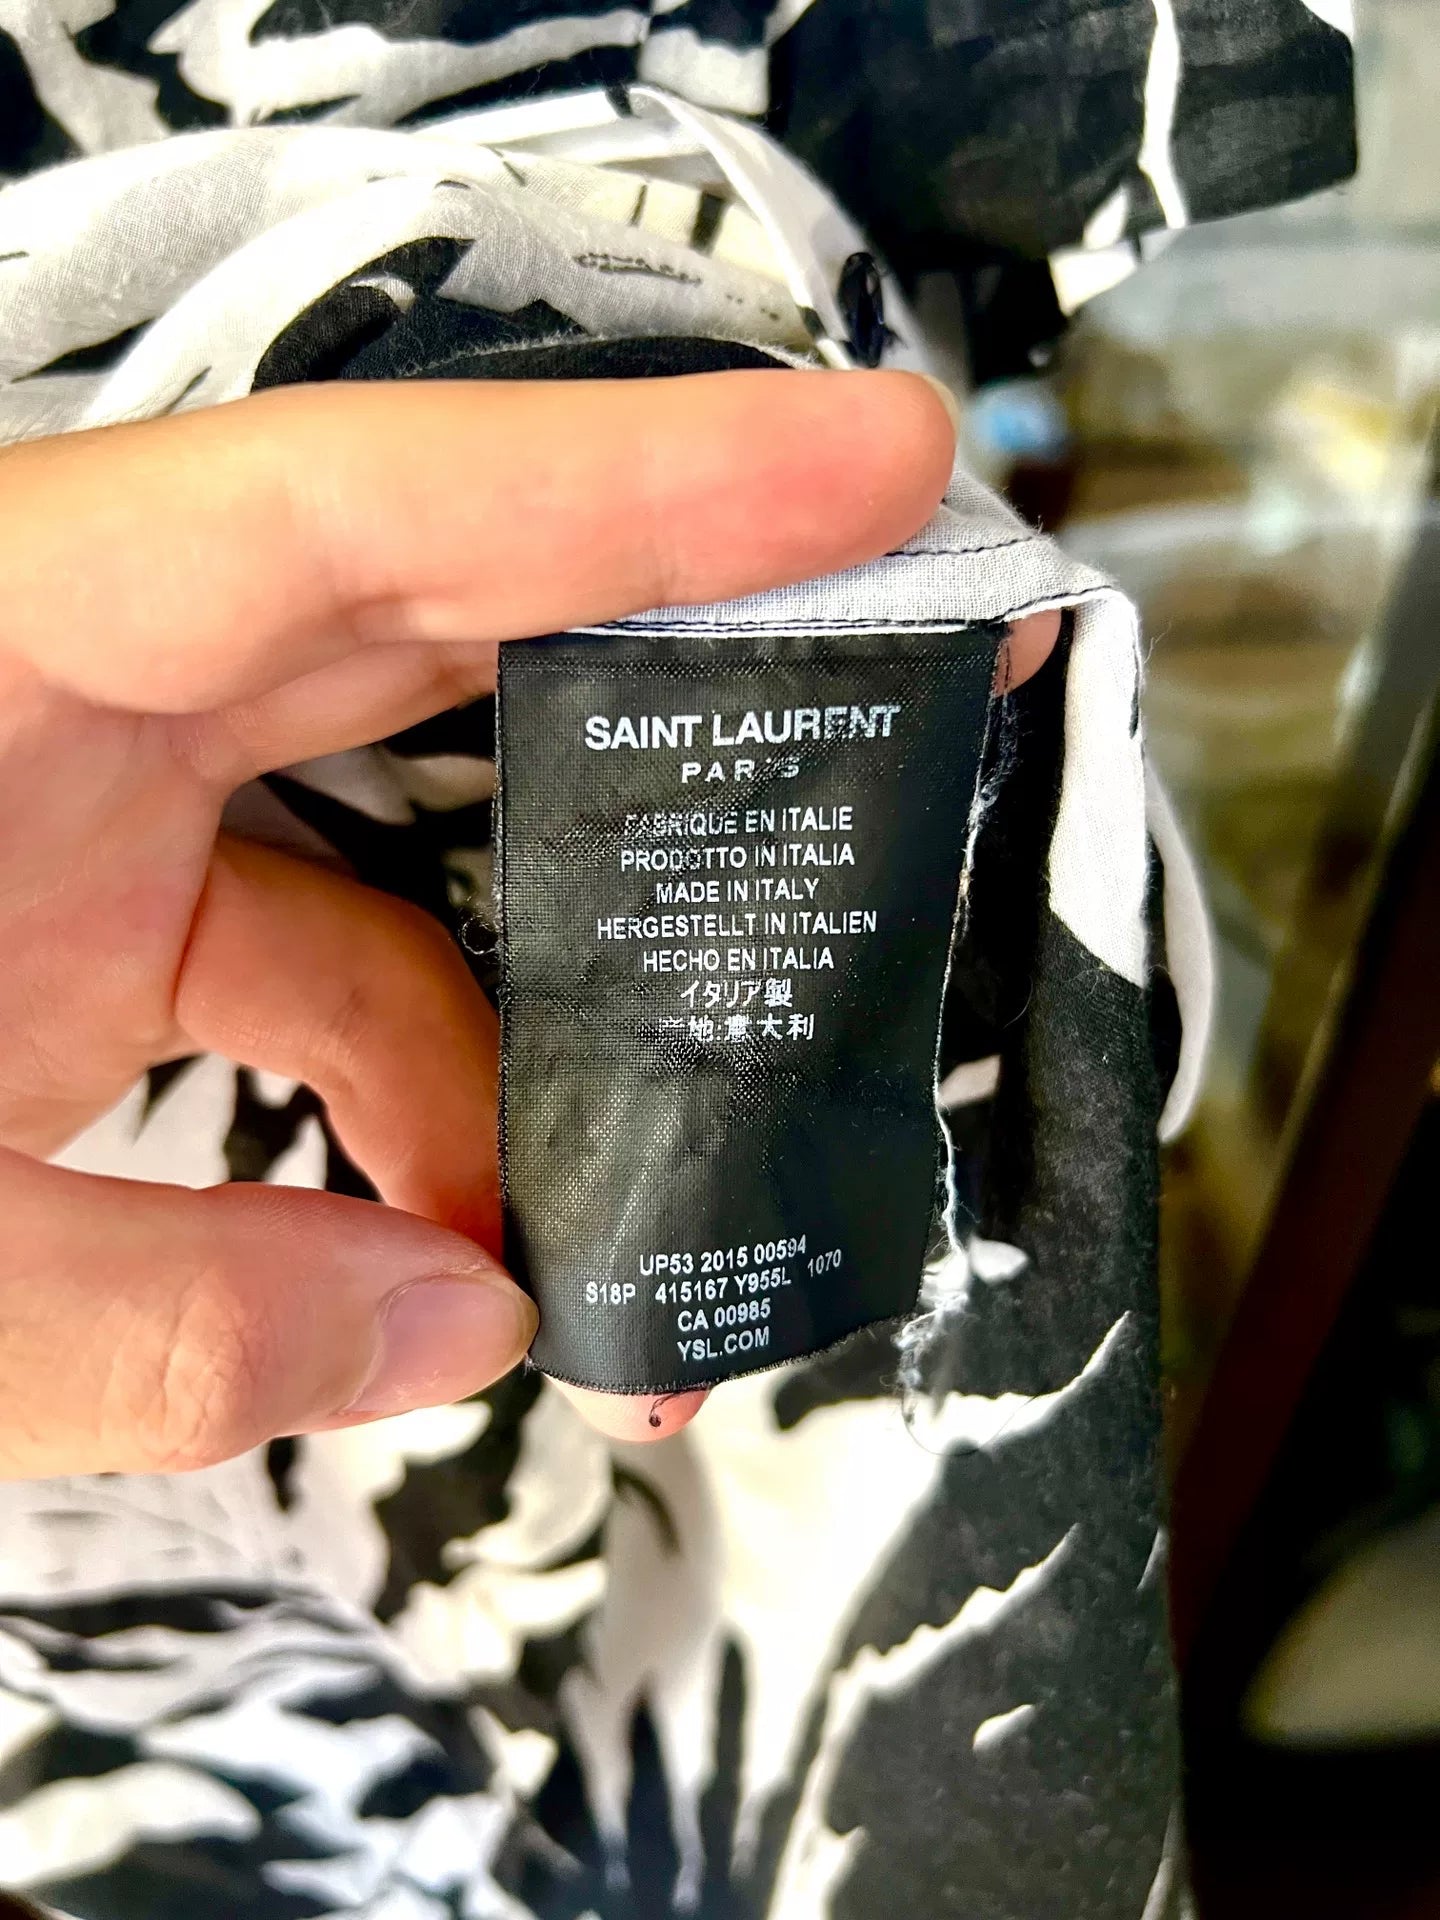 SAINT LAURENT
PARIS
FABRIQUE EN ITALIE
PRODOTTO IN ITALIA
MADE IN ITALY
HERGESTELLT IN ITALIEN
HECHO EN ITALIA
イタリア製
产地:意大利
UP53 2015 00594
S18P 415167 Y955L 1070
CA 00985
YSL.COM